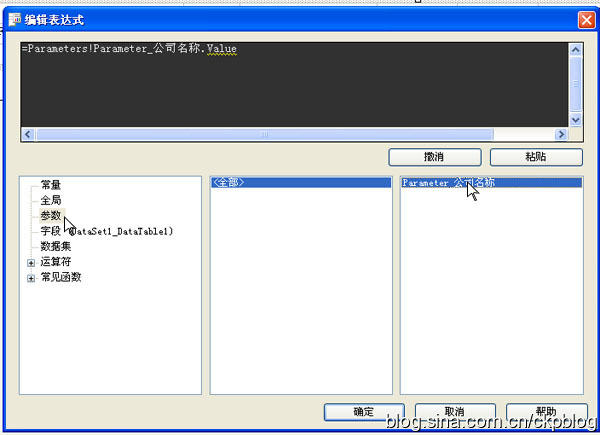 编辑表达式
=Parameters!Parameter_公司名称.Value
撤消
粘贴
常量
全局
参数
字段 (DataSet1_DataTable1)
数据集
运算符
常见函数
<全部>
Parameter_公司名称
确定
取消
帮助
blog.sina.com.cn/ckpblog